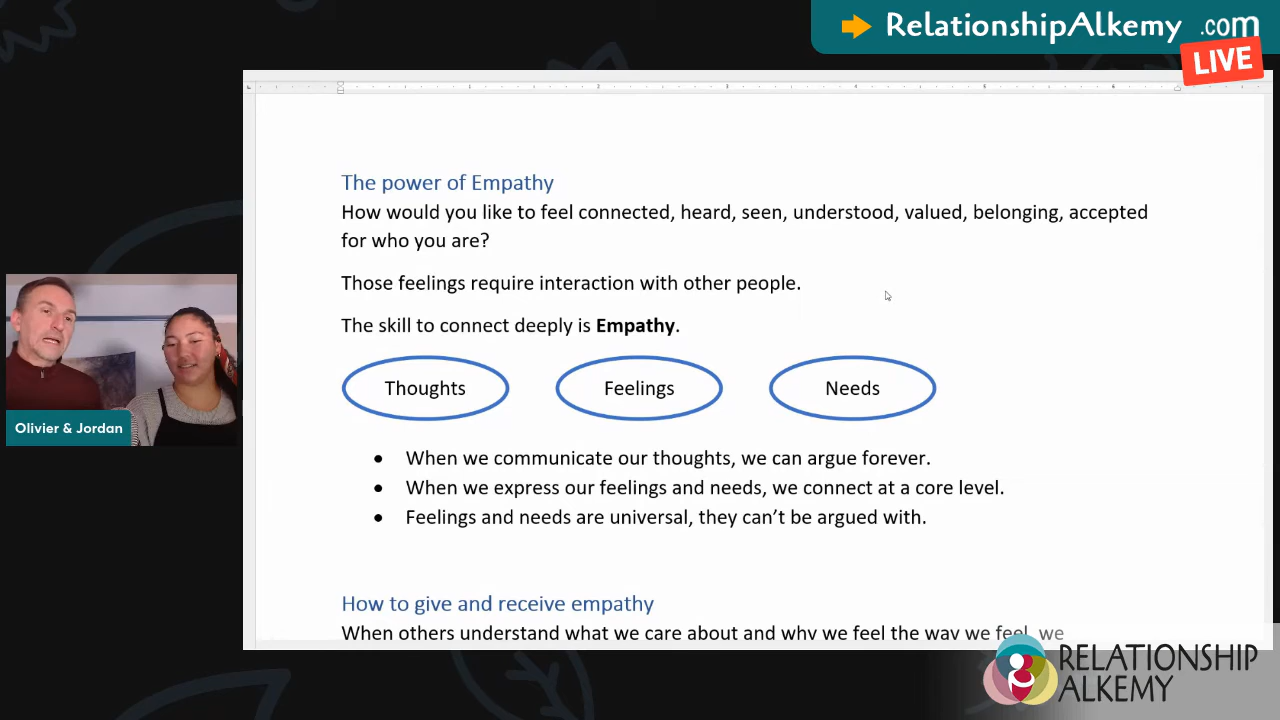 RelationshipAlkemy .com
LIVE
The power of Empathy
How would you like to feel connected, heard, seen, understood, valued, belonging, accepted
for who you are?
Those feelings require interaction with other people.
The skill to connect deeply is Empathy.
Thoughts
Feelings
Needs
Olivier & Jordan
• When we communicate our thoughts, we can argue forever.
• When we express our feelings and needs, we connect at a core level.
• Feelings and needs are universal, they can’t be argued with.
How to give and receive empathy
When others understand what we care about and why we feel the way we feel, we
RELATIONSHIP
ALKEMY